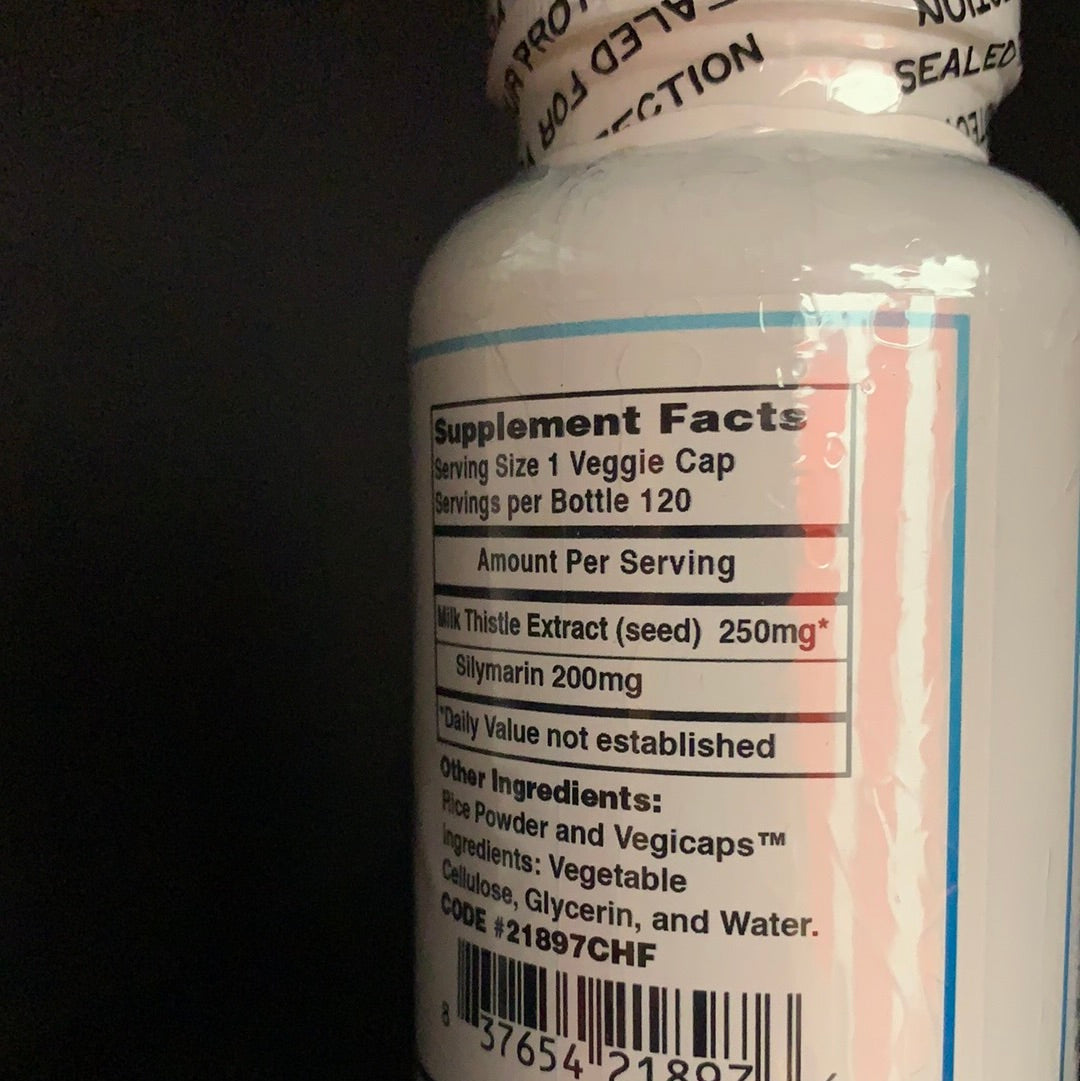 SEALED FOR
SEALED
Supplement Facts
Serving Size 1 Veggie Cap
Servings per Bottle 120
Amount Per Serving
Milk Thistle Extract (seed) 250mg*
Silymarin 200mg
*Daily Value not established
Other Ingredients:
Rice Powder and Vegicaps™
Ingredients: Vegetable
Cellulose, Glycerin, and Water.
CODE #21897CHF
8 37654 21897